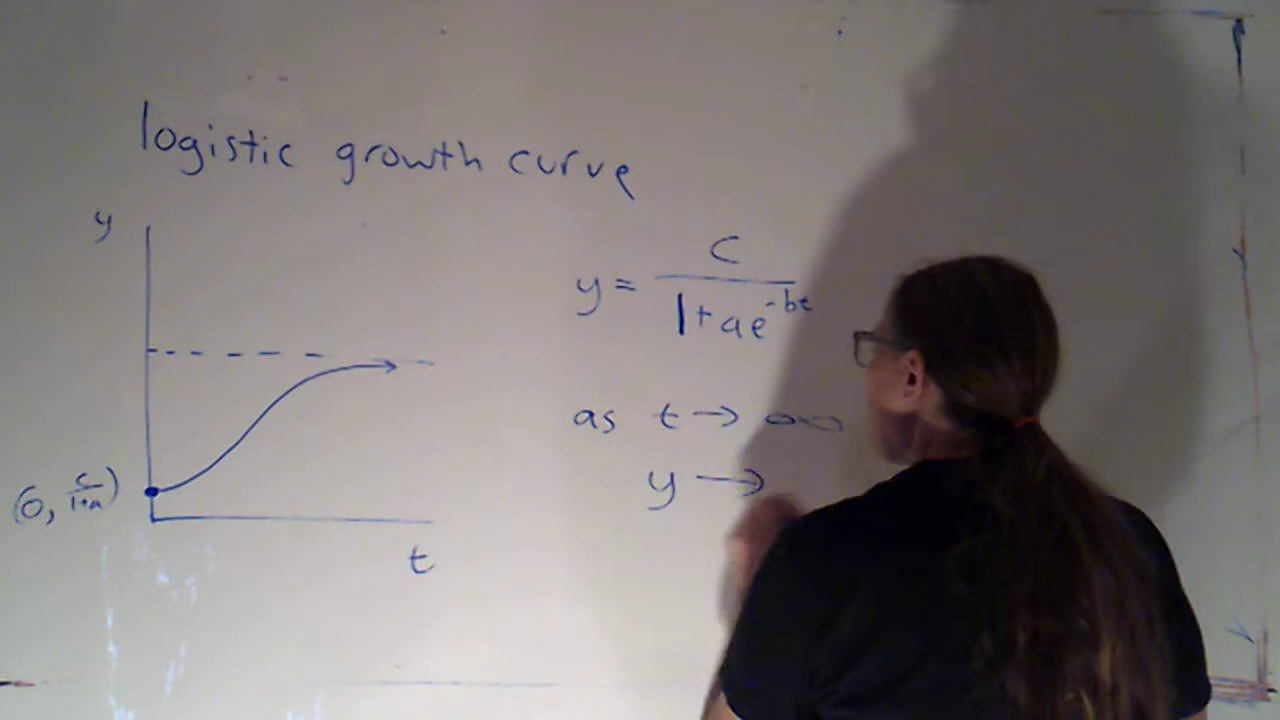 logistic growth curve
y
y = C / 1+ae^-bt
as t → ∞
y →
(0, C/1+a)
t